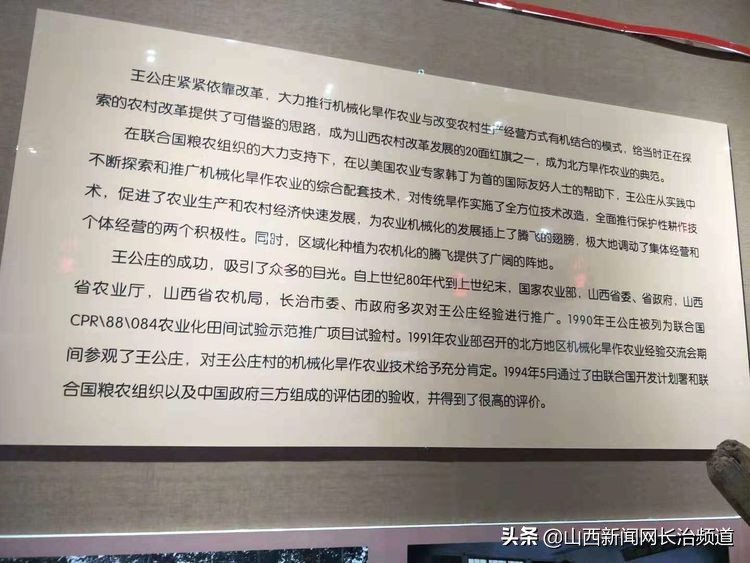 王公庄紧紧依靠改革，大力推行机械化旱作农业与改变农村生产经营方式有机结合的模式，给当时正在探
索的农村改革提供了可借鉴的思路，成为山西农村改革发展的20面红旗之一，成为北方旱作农业的典范。
在联合国粮农组织的大力支持下，在以美国农业专家韩丁为首的国际友好人士的帮助下，王公庄从实践中
不断探索和推广机械化旱作农业的综合配套技术，对传统旱作实施了全方位技术改造，全面推行保护性耕作技
术，促进了农业生产和农村经济快速发展，为农业机械化的发展插上了腾飞的翅膀，极大地调动了集体经营和
个体经营的两个积极性。同时，区域化种植为农机化的腾飞提供了广阔的阵地。
王公庄的成功，吸引了众多的目光。自上世纪80年代到上世纪末，国家农业部，山西省委、省政府，山西
省农业厅，山西省农机局，长治市委、市政府多次对王公庄经验进行推广。1990年王公庄被列为联合国
CPR\88\084农业化田间试验示范推广项目试验村。1991年农业部召开的北方地区机械化旱作农业经验交流会期
间参观了王公庄，对王公庄村的机械化旱作农业技术给予充分肯定。1994年5月通过了由联合国开发计划署和联
合国粮农组织以及中国政府三方组成的评估团的验收，并得到了很高的评价。
头条 @山西新闻网长治频道